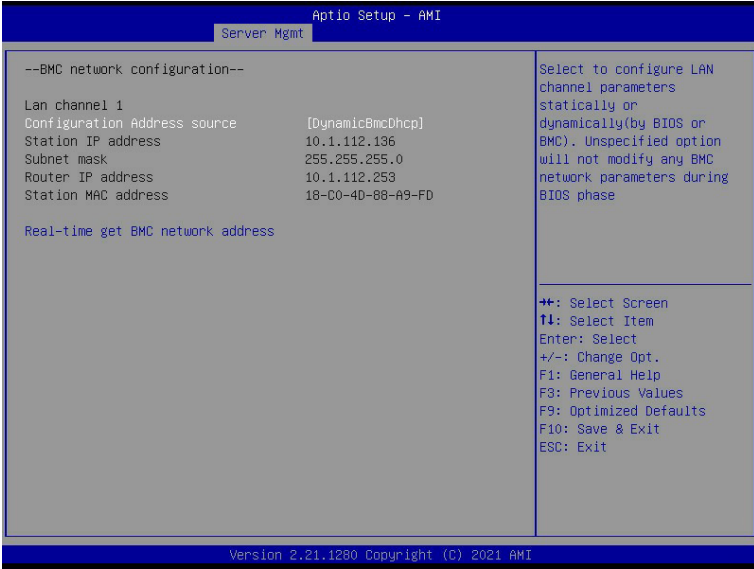 Aptio Setup - AMI
Server Mgmt
--BMC network configuration--
Lan channel 1
Configuration Address source [DynamicBmcDhcp]
Station IP address 10.1.112.136
Subnet mask 255.255.255.0
Router IP address 10.1.112.253
Station MAC address 18-C0-4D-88-A9-FD
Real-time get BMC network address
Select to configure LAN
channel parameters
statically or
dynamically(by BIOS or
BMC). Unspecified option
will not modify any BMC
network parameters during
BIOS phase
→←: Select Screen
↑↓: Select Item
Enter: Select
+/-: Change Opt.
F1: General Help
F3: Previous Values
F9: Optimized Defaults
F10: Save & Exit
ESC: Exit
Version 2.21.1280 Copyright (C) 2021 AMI